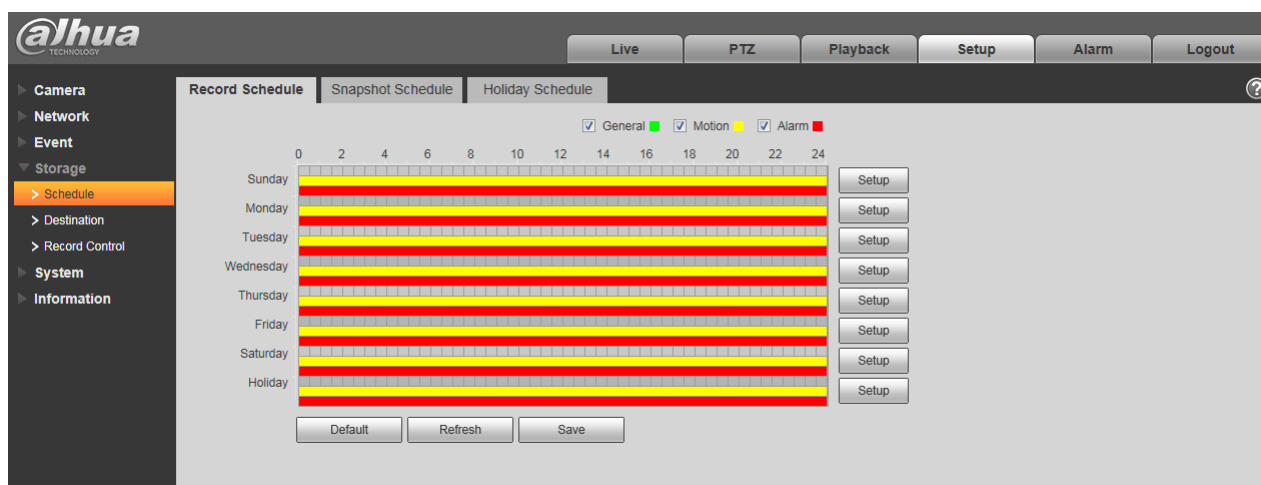 alhua
TECHNOLOGY
Live PTZ Playback Setup Alarm Logout
Camera
Network
Event
Storage
> Schedule
> Destination
> Record Control
System
Information
Record Schedule Snapshot Schedule Holiday Schedule ?
General Motion Alarm
0 2 4 6 8 10 12 14 16 18 20 22 24
Sunday Setup
Monday Setup
Tuesday Setup
Wednesday Setup
Thursday Setup
Friday Setup
Saturday Setup
Holiday Setup
Default Refresh Save